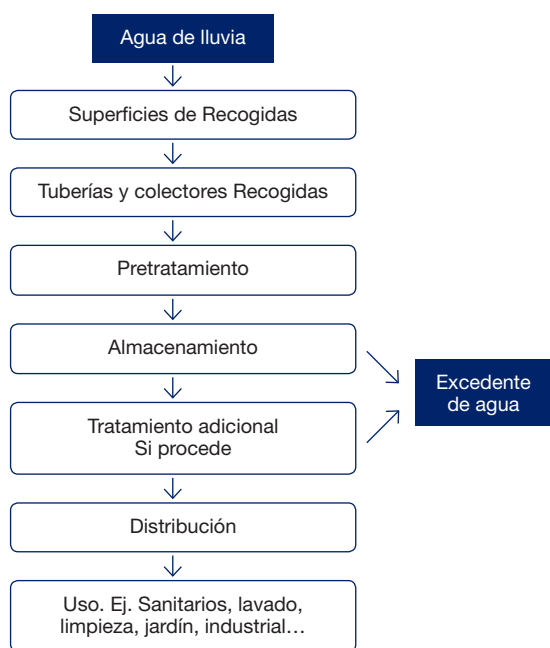 Agua de lluvia
Superficies de Recogidas
Tuberías y colectores Recogidas
Pretratamiento
Almacenamiento
Excedente
de agua
Tratamiento adicional
Si procede
Distribución
Uso. Ej. Sanitarios, lavado,
limpieza, jardín, industrial…